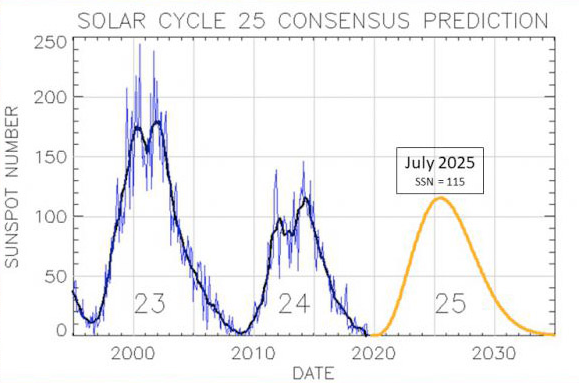 SOLAR CYCLE 25 CONSENSUS PREDICTION
250
200
150
100
50
0
SUNSPOT NUMBER
July 2025
SSN = 115
23
24
25
2000
2010
2020
2030
DATE